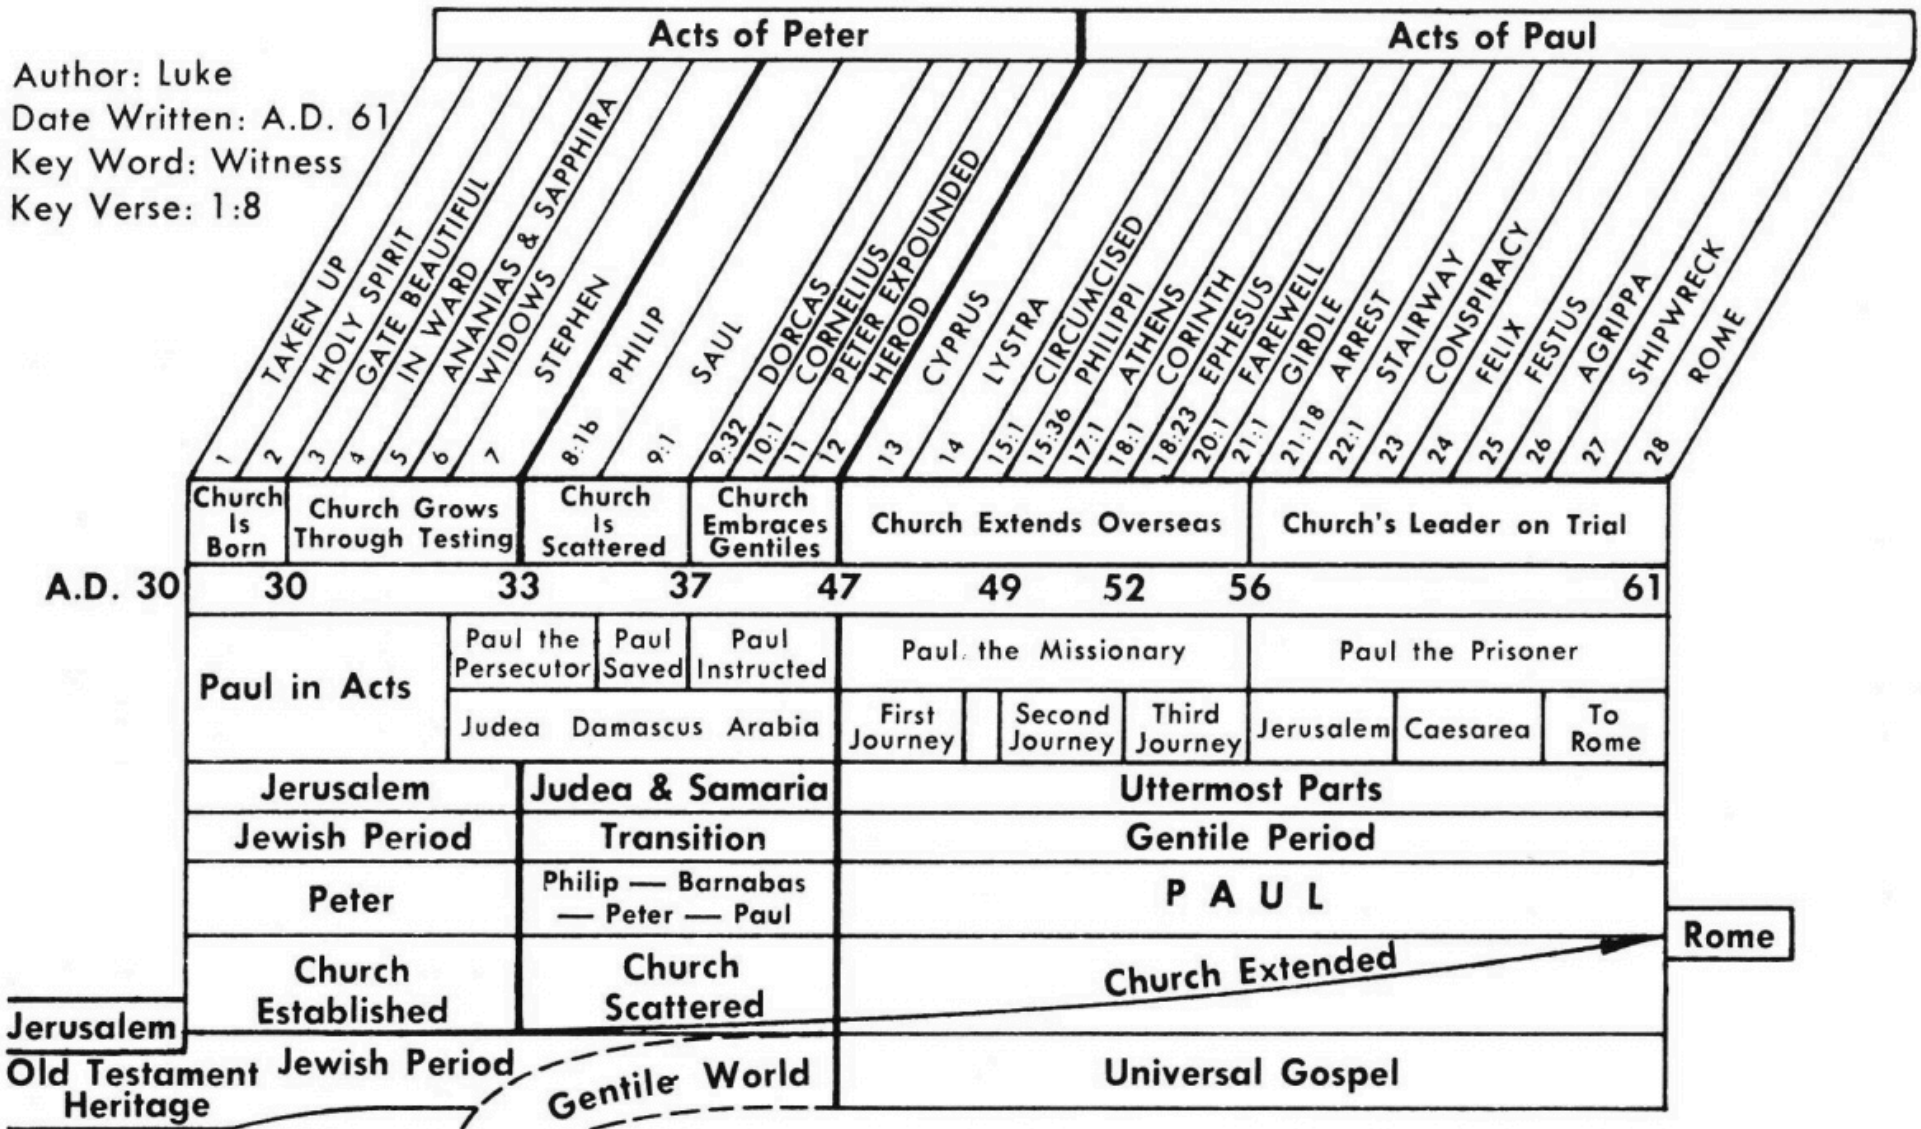 Acts of Peter
Acts of Paul
Author: Luke
Date Written: A.D. 61
Key Word: Witness
Key Verse: 1:8
TAKEN UP
HOLY SPIRIT
GATE BEAUTIFUL
IN WARD
ANANIAS & SAPPHIRA
WIDOWS
STEPHEN
PHILIP
SAUL
DORCAS
CORNELIUS
PETER EXPOUNDED
HEROD
CYPRUS
LYSTRA
CIRCUMCISED
PHILIPPI
ATHENS
CORINTH
EPHESUS
FAREWELL
GIRDLE
ARREST
STAIRWAY
CONSPIRACY
FELIX
FESTUS
AGRIPPA
SHIPWRECK
ROME
1
2
3
4
5
6
7
8:1b
9:1
9:32
10:1
11
12
13
14
15:1
15:36
17:1
18:1
18:23
20:1
21:1
21:18
22:1
23
24
25
26
27
28
Church
Is
Born
Church Grows
Through Testing
Church
Is
Scattered
Church
Embraces
Gentiles
Church Extends Overseas
Church's Leader on Trial
A.D. 30
30
33
37
47
49
52
56
61
Paul in Acts
Paul the
Persecutor
Paul
Saved
Paul
Instructed
Paul the Missionary
Paul the Prisoner
Judea Damascus Arabia
First
Journey
Second
Journey
Third
Journey
Jerusalem
Caesarea
To
Rome
Jerusalem
Judea & Samaria
Uttermost Parts
Jewish Period
Transition
Gentile Period
Peter
Philip — Barnabas
— Peter — Paul
PAUL
Rome
Church
Established
Church
Scattered
Church Extended
Jerusalem
Old Testament
Heritage
Jewish Period
Gentile World
Universal Gospel